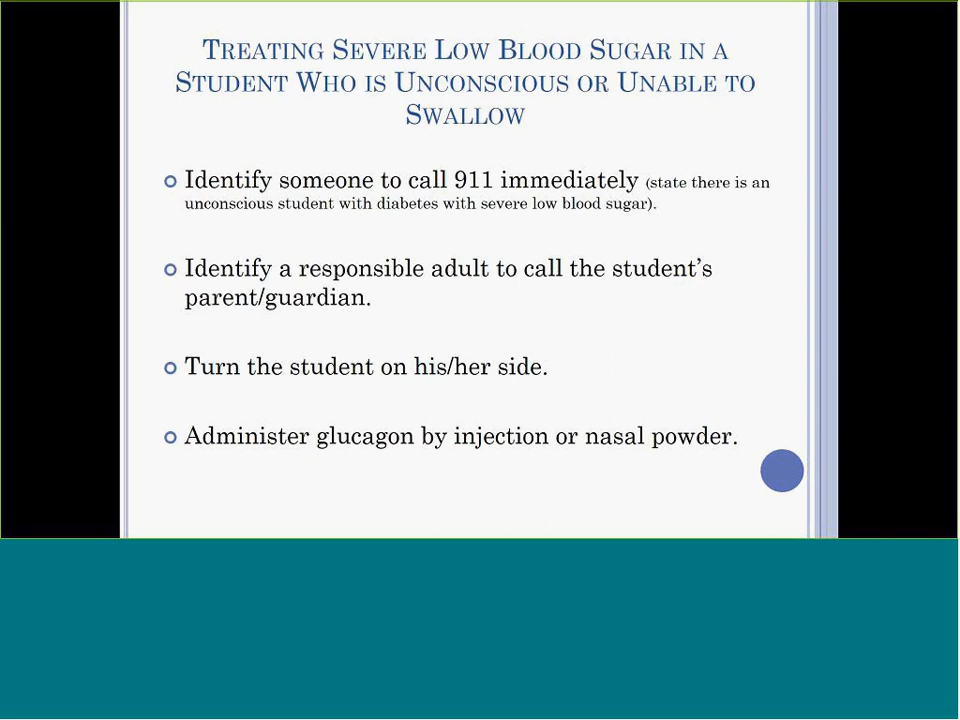 TREATING SEVERE LOW BLOOD SUGAR IN A
STUDENT WHO IS UNCONSCIOUS OR UNABLE TO
SWALLOW
Identify someone to call 911 immediately (state there is an
unconscious student with diabetes with severe low blood sugar).
Identify a responsible adult to call the student’s
parent/guardian.
Turn the student on his/her side.
Administer glucagon by injection or nasal powder.